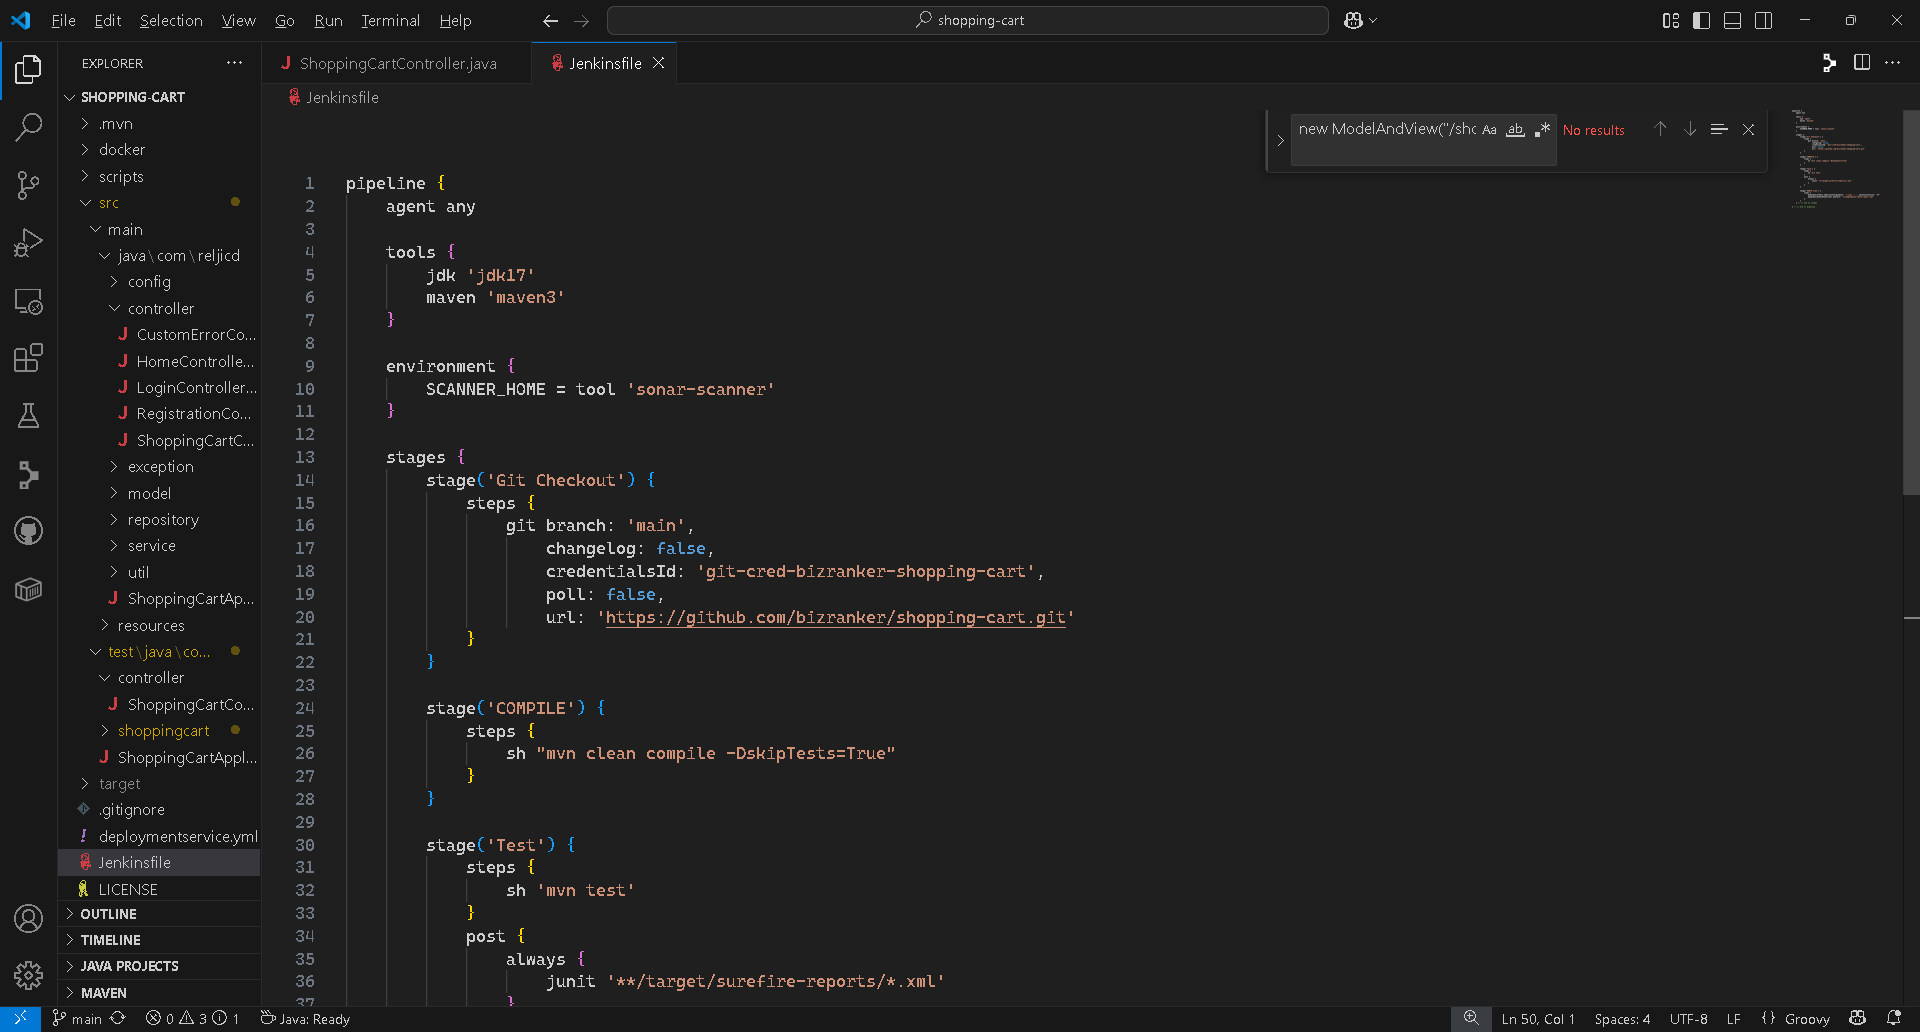 File Edit Selection View Go Run Terminal Help
shopping-cart
EXPLORER
SHOPPING-CART
.mvn
docker
scripts
src
main
java\com\reljicd
config
controller
CustomErrorCo...
HomeControlle...
LoginController...
RegistrationCo...
ShoppingCartC...
exception
model
repository
service
util
ShoppingCartAp...
resources
test\java\co...
controller
ShoppingCartCo...
shoppingcart
ShoppingCartAppl...
target
.gitignore
deploymentservice.yml
Jenkinsfile
LICENSE
OUTLINE
TIMELINE
JAVA PROJECTS
MAVEN
ShoppingCartController.java
Jenkinsfile
Jenkinsfile
new ModelAndView("/sho Aa ab .* No results
1 pipeline {
2 agent any
3
4 tools {
5 jdk 'jdk17'
6 maven 'maven3'
7 }
8
9 environment {
10 SCANNER_HOME = tool 'sonar-scanner'
11 }
12
13 stages {
14 stage('Git Checkout') {
15 steps {
16 git branch: 'main',
17 changelog: false,
18 credentialsId: 'git-cred-bizranker-shopping-cart',
19 poll: false,
20 url: 'https://github.com/bizranker/shopping-cart.git'
21 }
22 }
23
24 stage('COMPILE') {
25 steps {
26 sh "mvn clean compile -DskipTests=True"
27 }
28 }
29
30 stage('Test') {
31 steps {
32 sh 'mvn test'
33 }
34 post {
35 always {
36 junit '**/target/surefire-reports/*.xml'
37 }
main 0 3 1 Java: Ready
Ln 50, Col 1 Spaces: 4 UTF-8 LF {} Groovy